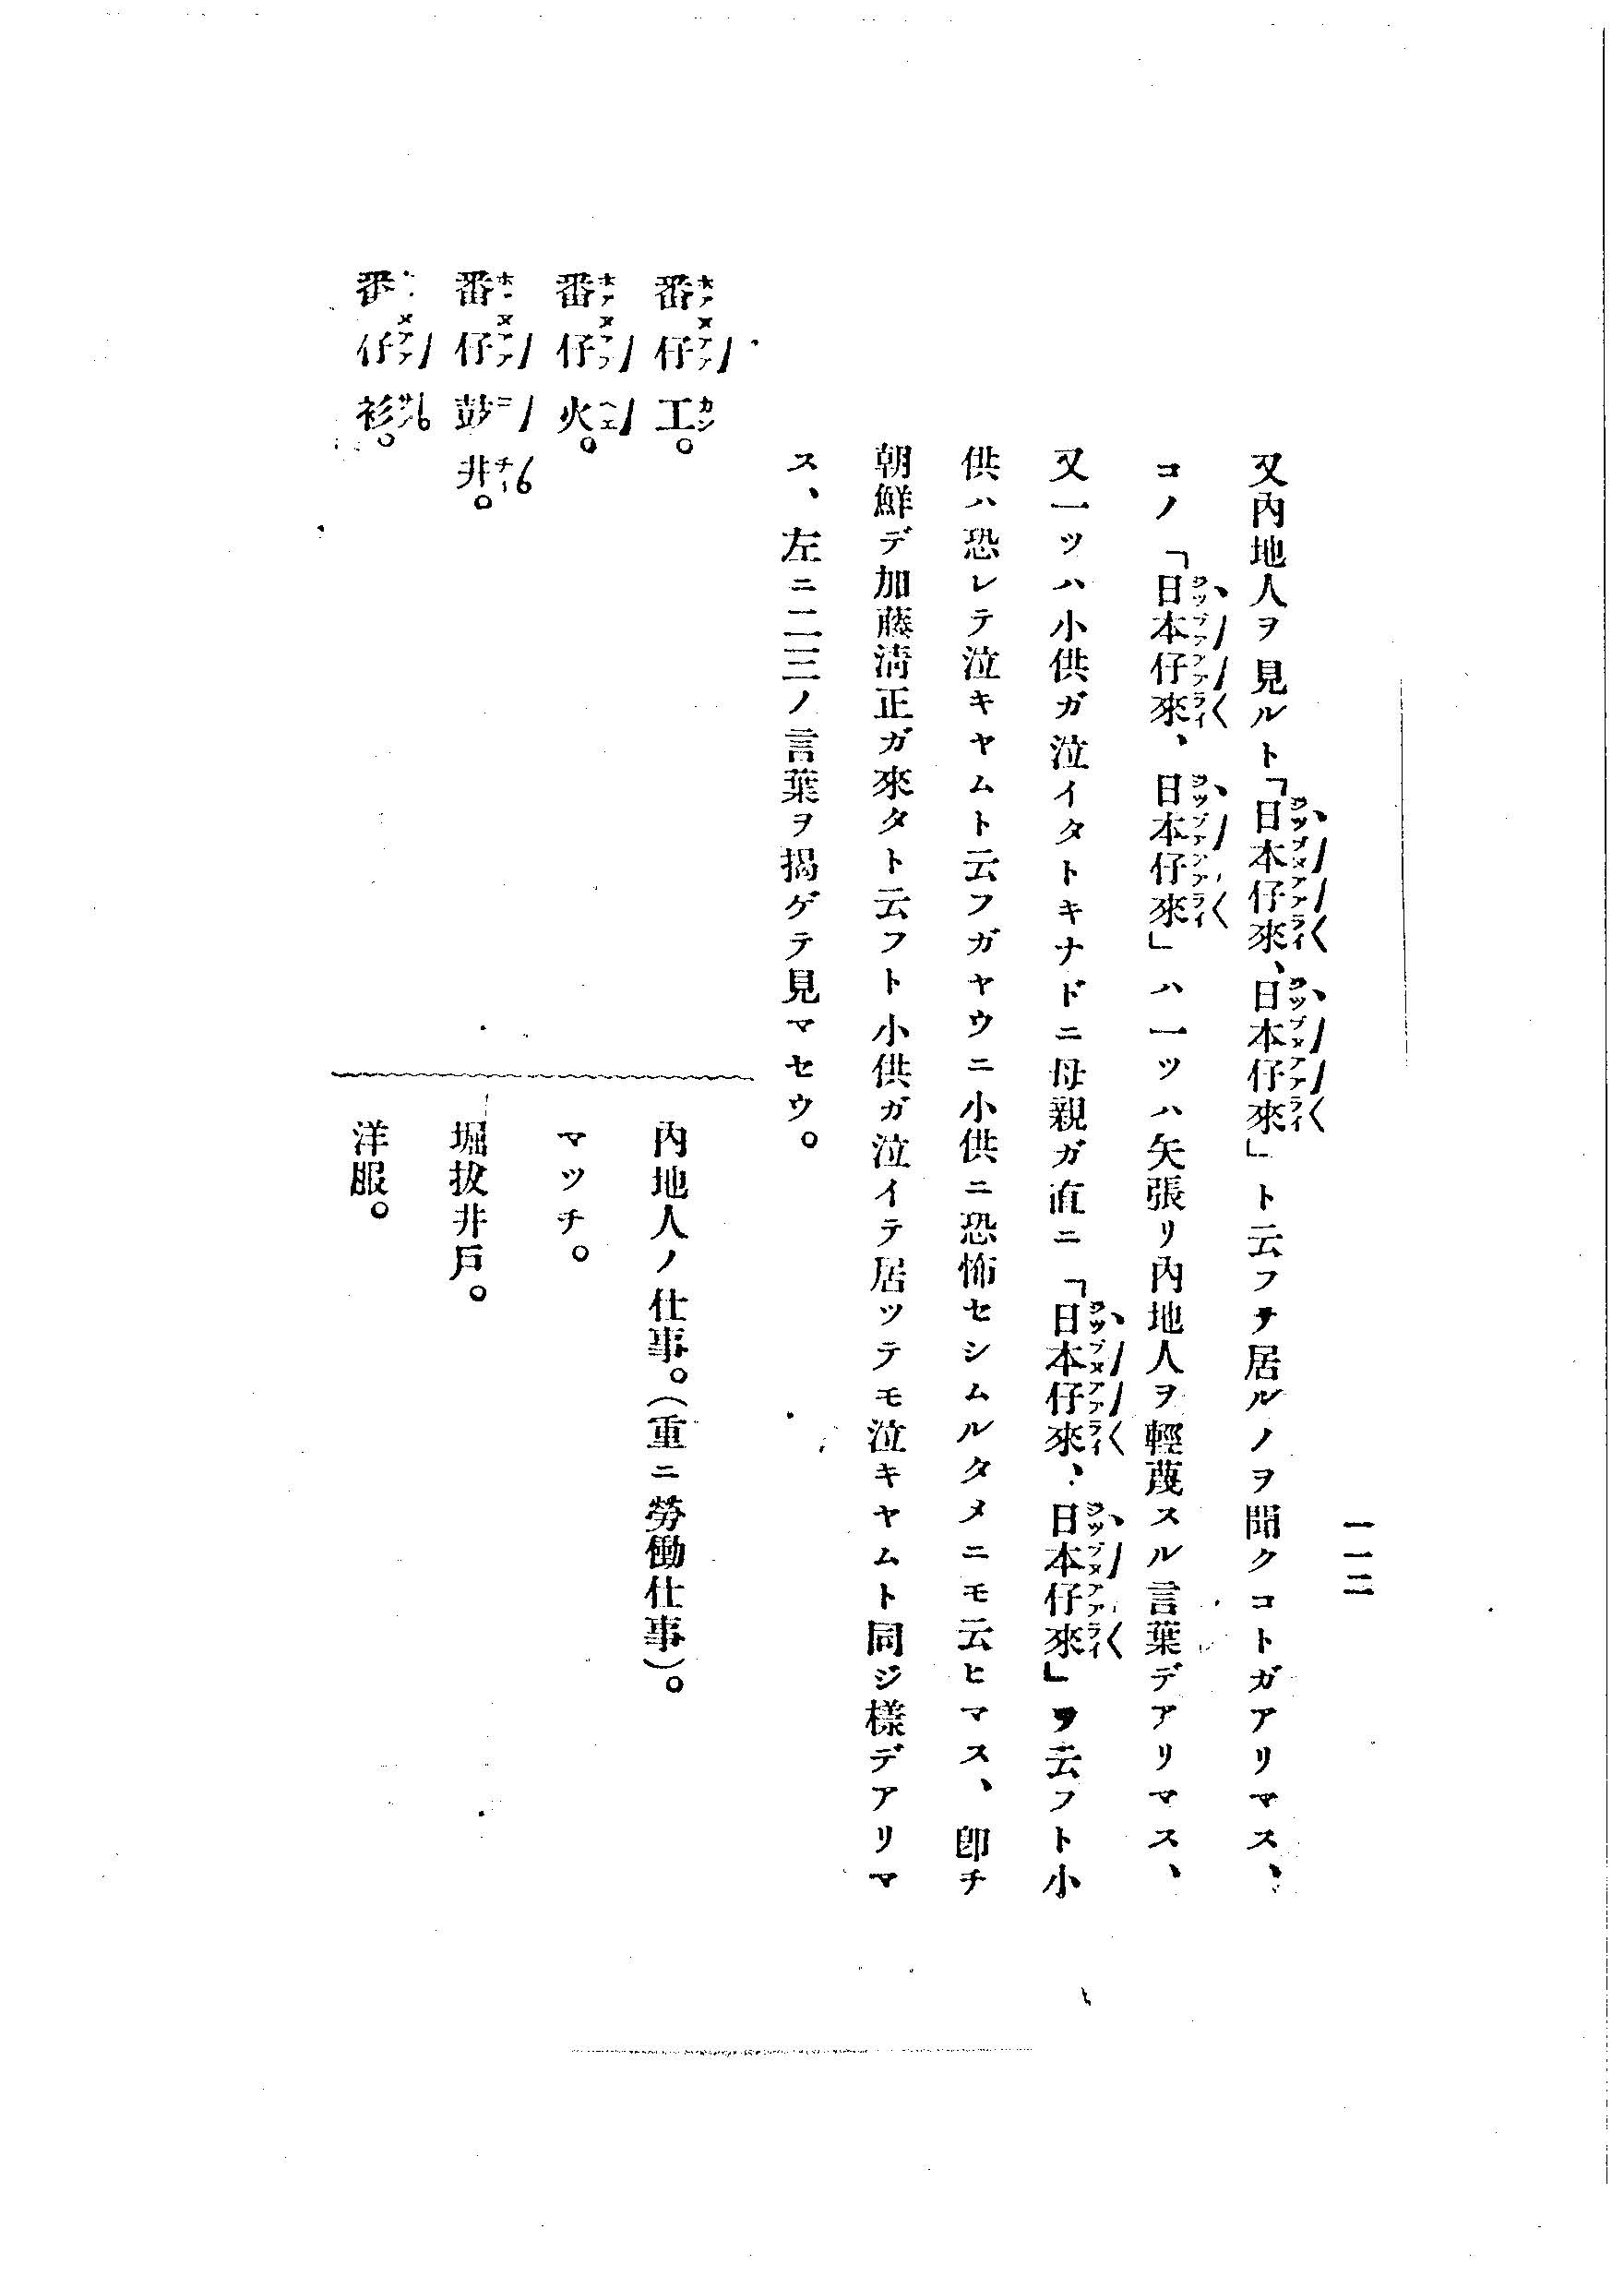 一一二
又內地人ヲ見ルト「日本仔來、日本仔來」ト云フテ居ルノヲ聞クコトガアリマス、
コノ「日本仔來、日本仔來」ハ一ツハ矢張リ內地人ヲ輕蔑スル言葉デアリマス、
又一ツハ小供ガ泣イタトキナドニ母親ガ直ニ「日本仔來、日本仔來」ヲ云フト小
供ハ恐レテ泣キヤムト云フガヤウニ小供ニ恐怖セシムルタメニモ云ヒマス、卽チ
朝鮮デ加藤淸正ガ來タト云フト小供ガ泣イテ居ツテモ泣キヤムト同ジ樣デアリマ
ス、左ニ二三ノ言葉ヲ揭ゲテ見マセウ。
番仔工。 內地人ノ仕事。(重ニ勞働仕事)。
番仔火。 マツチ。
番仔鼓井。 堀拔井戶。
番仔衫。 洋服。